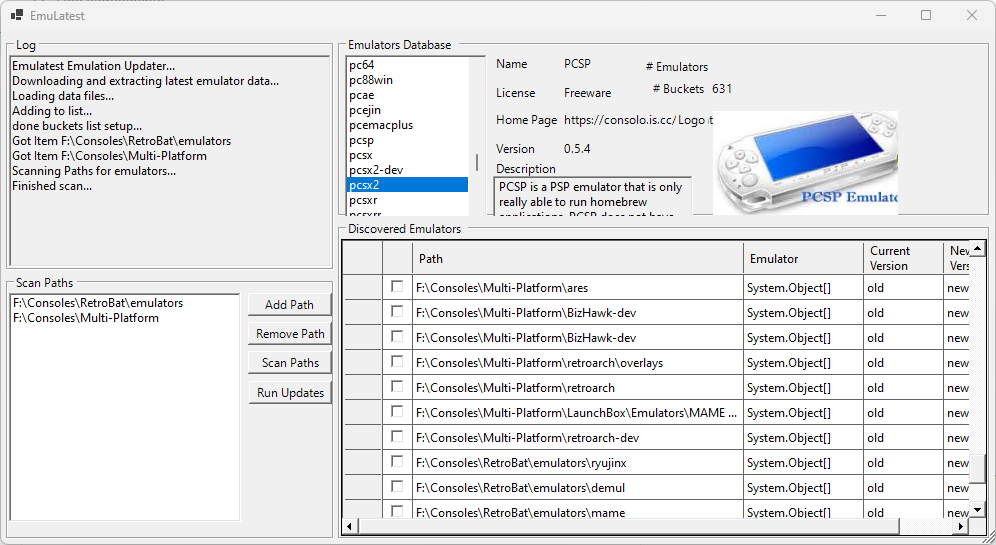 EmuLatest
Log
Emulatest Emulation Updater...
Downloading and extracting latest emulator data...
Loading data files...
Adding to list...
done buckets list setup...
Got Item F:\Consoles\RetroBat\emulators
Got Item F:\Consoles\Multi-Platform
Scanning Paths for emulators...
Finished scan...
Scan Paths
F:\Consoles\RetroBat\emulators
F:\Consoles\Multi-Platform
Add Path
Remove Path
Scan Paths
Run Updates
Emulators Database
pc64
pc88win
pcae
pcejin
pcemacplus
pcsp
pcsx
pcsx2-dev
pcsx2
pcsxr
pcsxrr
Name PCSP # Emulators
License Freeware # Buckets 631
Home Page https://consolo.is.cc/ Logo
Version 0.5.4
Description
PCSP is a PSP emulator that is only
really able to run homebrew
applications. PCSP does not have
PCSP Emulato
Discovered Emulators
Path Emulator Current Version New Vers
F:\Consoles\Multi-Platform\ares System.Object[] old new
F:\Consoles\Multi-Platform\BizHawk-dev System.Object[] old new
F:\Consoles\Multi-Platform\BizHawk-dev System.Object[] old new
F:\Consoles\Multi-Platform\retroarch\overlays System.Object[] old new
F:\Consoles\Multi-Platform\retroarch System.Object[] old new
F:\Consoles\Multi-Platform\LaunchBox\Emulators\MAME ... System.Object[] old new
F:\Consoles\Multi-Platform\retroarch-dev System.Object[] old new
F:\Consoles\RetroBat\emulators\ryujinx System.Object[] old new
F:\Consoles\RetroBat\emulators\demul System.Object[] old new
F:\Consoles\RetroBat\emulators\mame System.Object[] old new